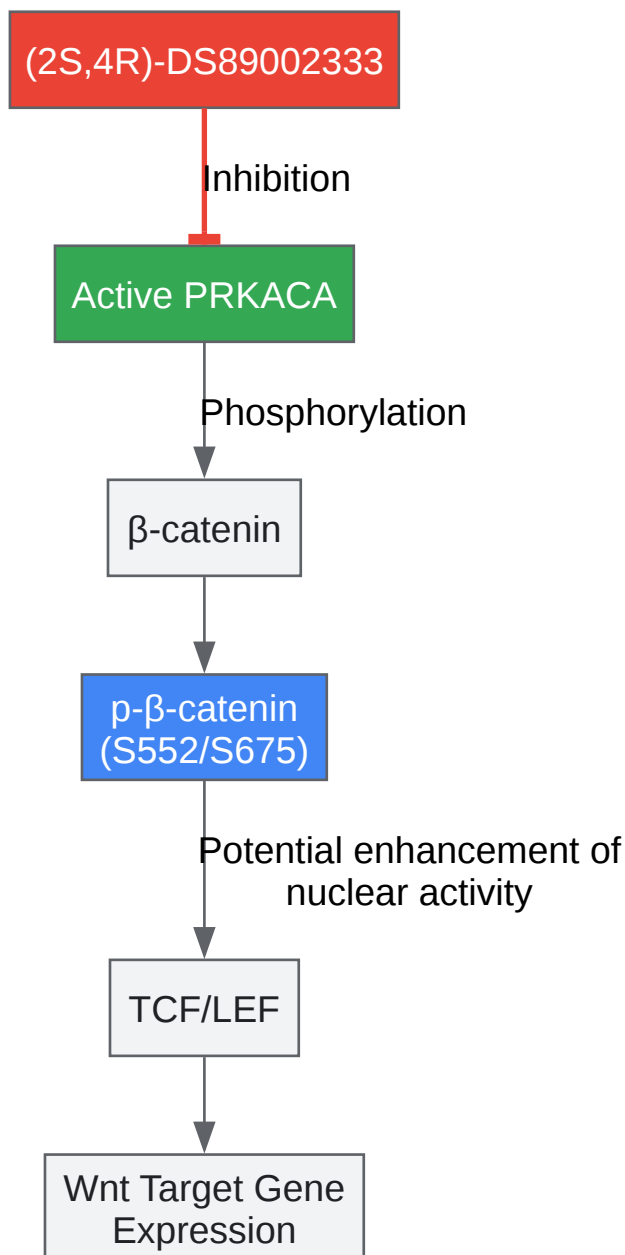 (2S,4R)-DS89002333
Inhibition
Active PRKACA
Phosphorylation
β-catenin
p-β-catenin
(S552/S675)
Potential enhancement of
nuclear activity
TCF/LEF
Wnt Target Gene
Expression